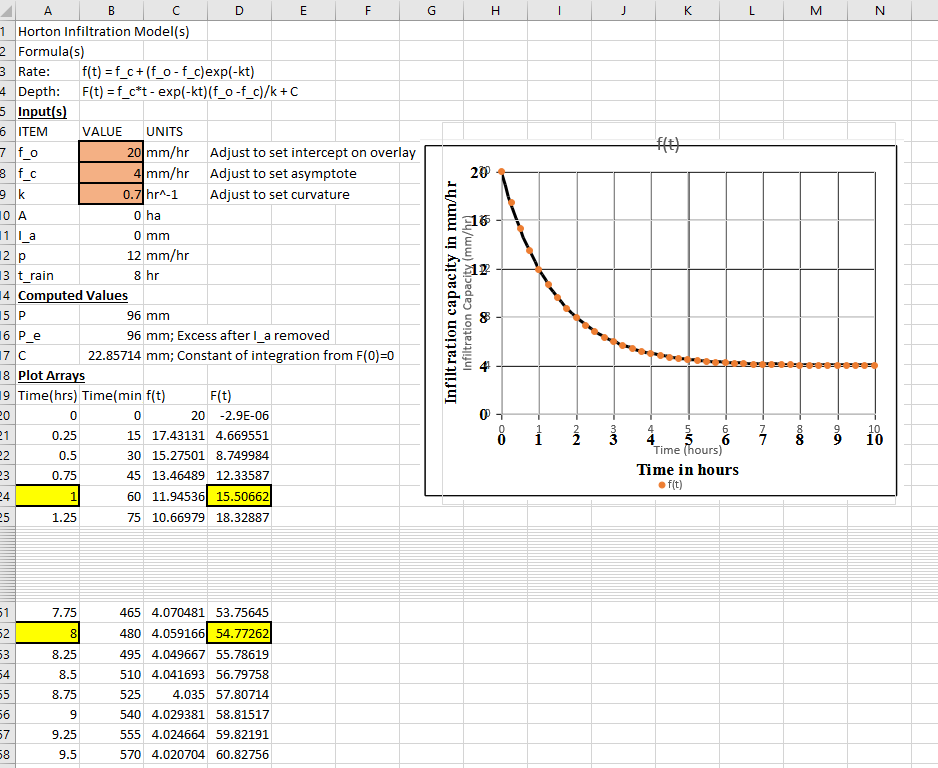 A B C D E F G H I J K L M N
1 Horton Infiltration Model(s)
2 Formula(s)
3 Rate: f(t) = f_c + (f_o - f_c)exp(-kt)
4 Depth: F(t) = f_c*t - exp(-kt)(f_o -f_c)/k + C
5 Input(s)
6 ITEM VALUE UNITS
7 f_o 20 mm/hr Adjust to set intercept on overlay
8 f_c 4 mm/hr Adjust to set asymptote
9 k 0.7 hr^-1 Adjust to set curvature
10 A 0 ha
11 I_a 0 mm
12 p 12 mm/hr
13 t_rain 8 hr
14 Computed Values
15 P 96 mm
16 P_e 96 mm; Excess after I_a removed
17 C 22.85714 mm; Constant of integration from F(0)=0
18 Plot Arrays
19 Time(hrs) Time(min f(t) F(t)
20 0 0 20 -2.9E-06
21 0.25 15 17.43131 4.669551
22 0.5 30 15.27501 8.749984
23 0.75 45 13.46489 12.33587
24 1 60 11.94536 15.50662
25 1.25 75 10.66979 18.32887
51 7.75 465 4.070481 53.75645
52 8 480 4.059166 54.77262
53 8.25 495 4.049667 55.78619
54 8.5 510 4.041693 56.79758
55 8.75 525 4.035 57.80714
56 9 540 4.029381 58.81517
57 9.25 555 4.024664 59.82191
58 9.5 570 4.020704 60.82756
f(t)
Infiltration capacity in mm/hr
Infiltration Capacity (mm/hr)
20
16
12
8
4
0
0 1 2 3 4 5 6 7 8 9 10
0 1 2 3 4 5 6 7 8 9 10
Time (hours)
Time in hours
f(t)